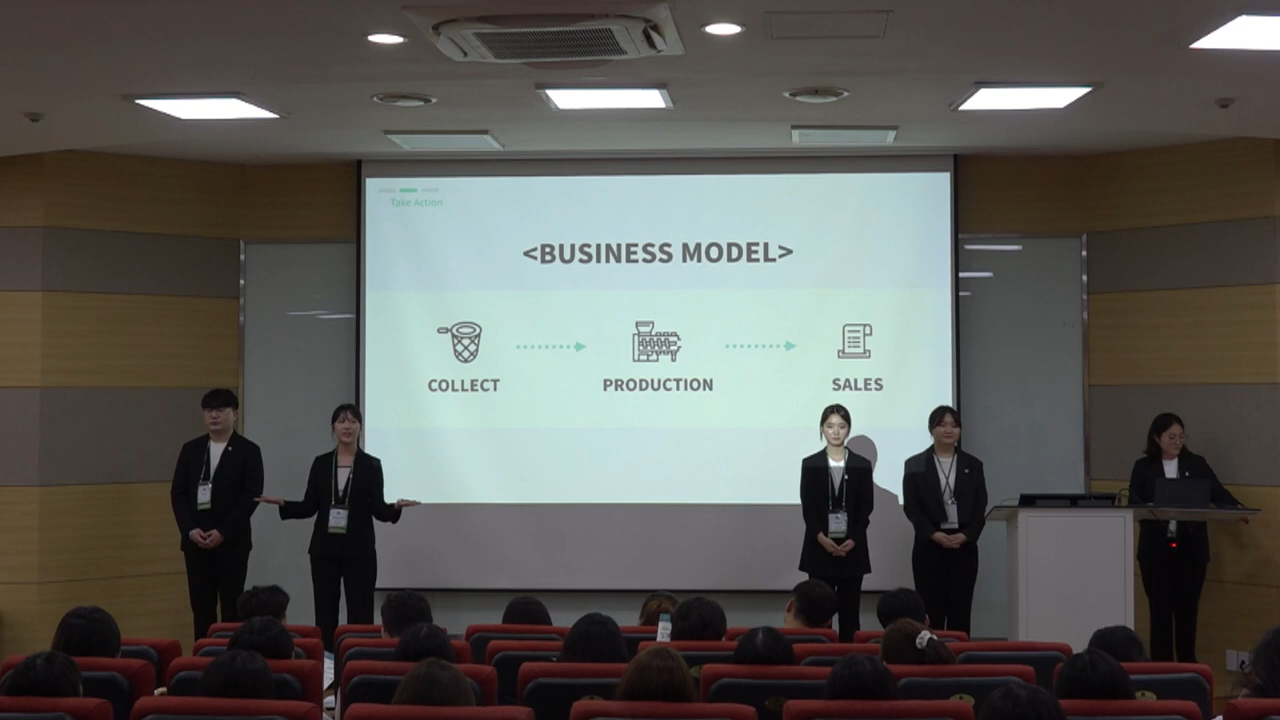 Take Action
<BUSINESS MODEL>
COLLECT
PRODUCTION
SALES